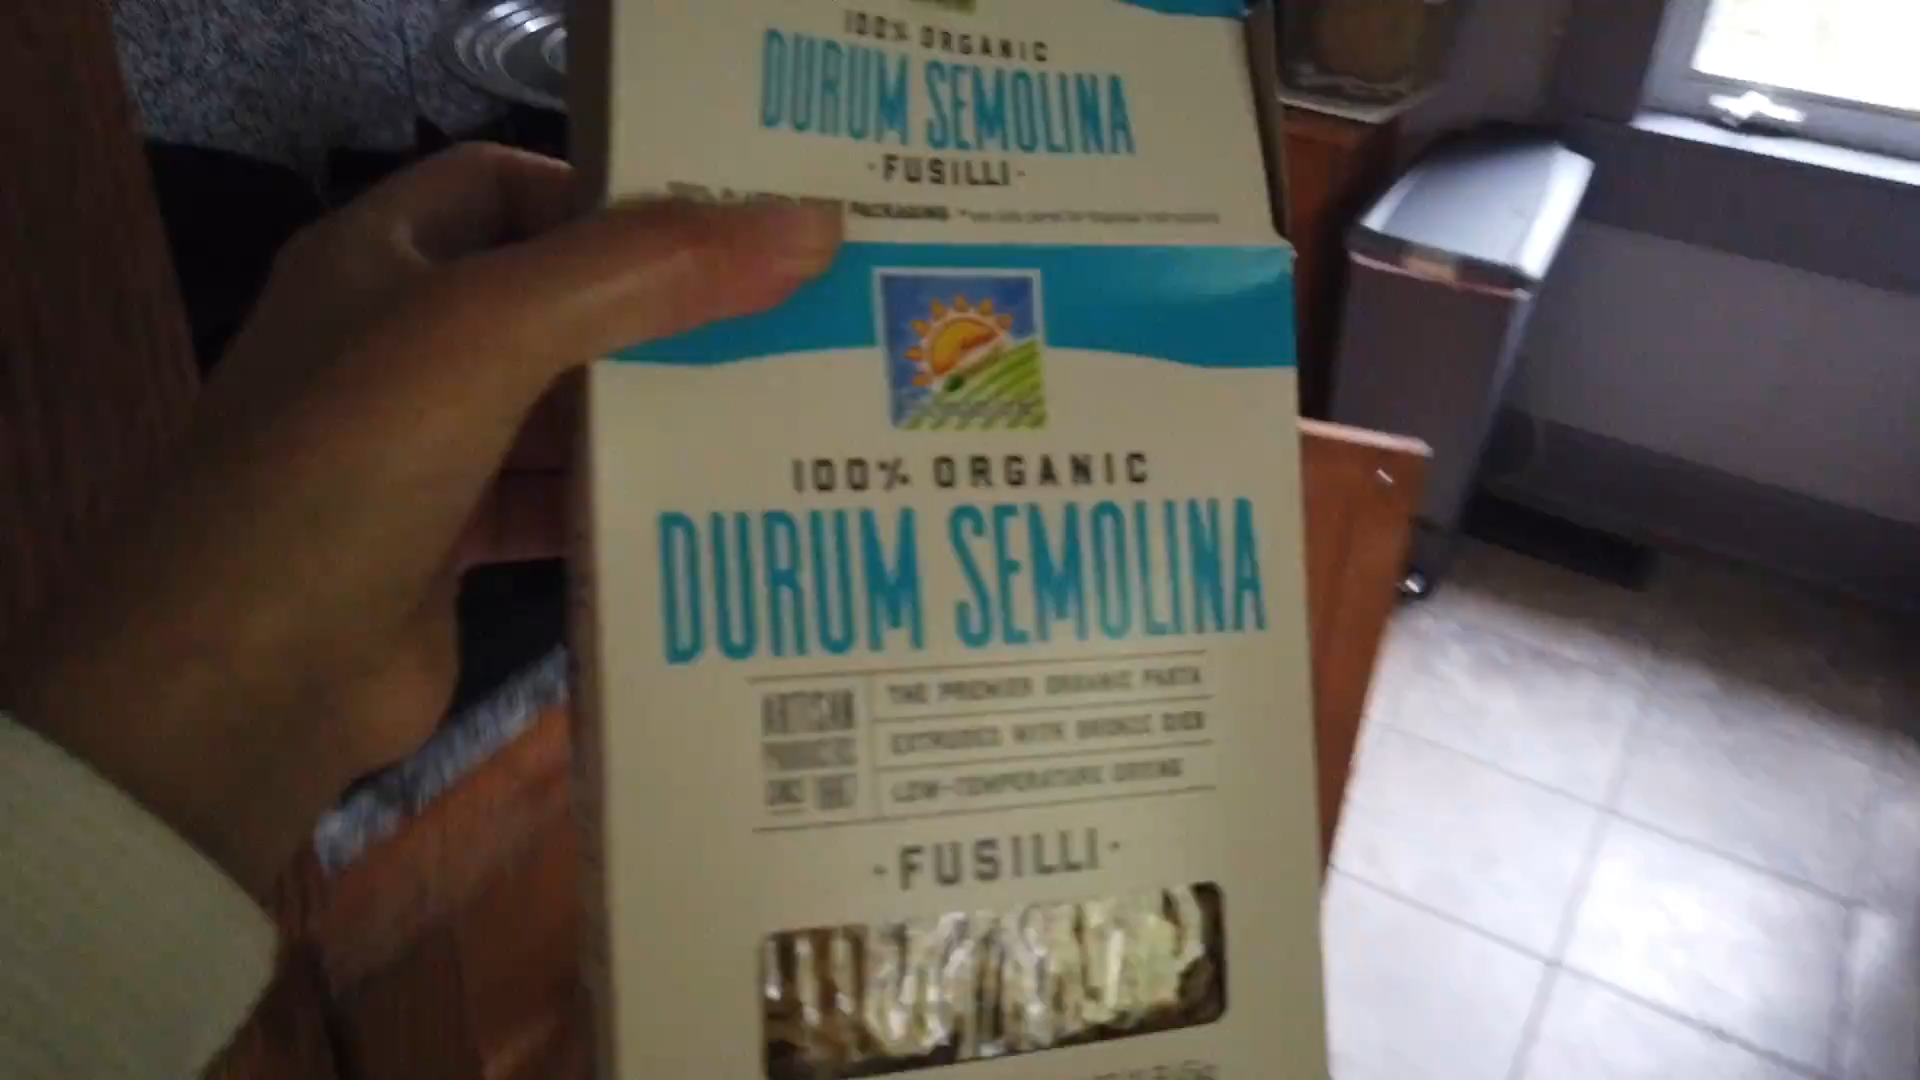 100% ORGANIC
DURUM SEMOLINA
·FUSILLI·
PACKAGING
100% ORGANIC
DURUM SEMOLINA
ARTISAN
THE PREMIER ORGANIC PASTA
EXTRUDED WITH BRONZE DIES
LOW-TEMPERATURE DRYING
·FUSILLI·